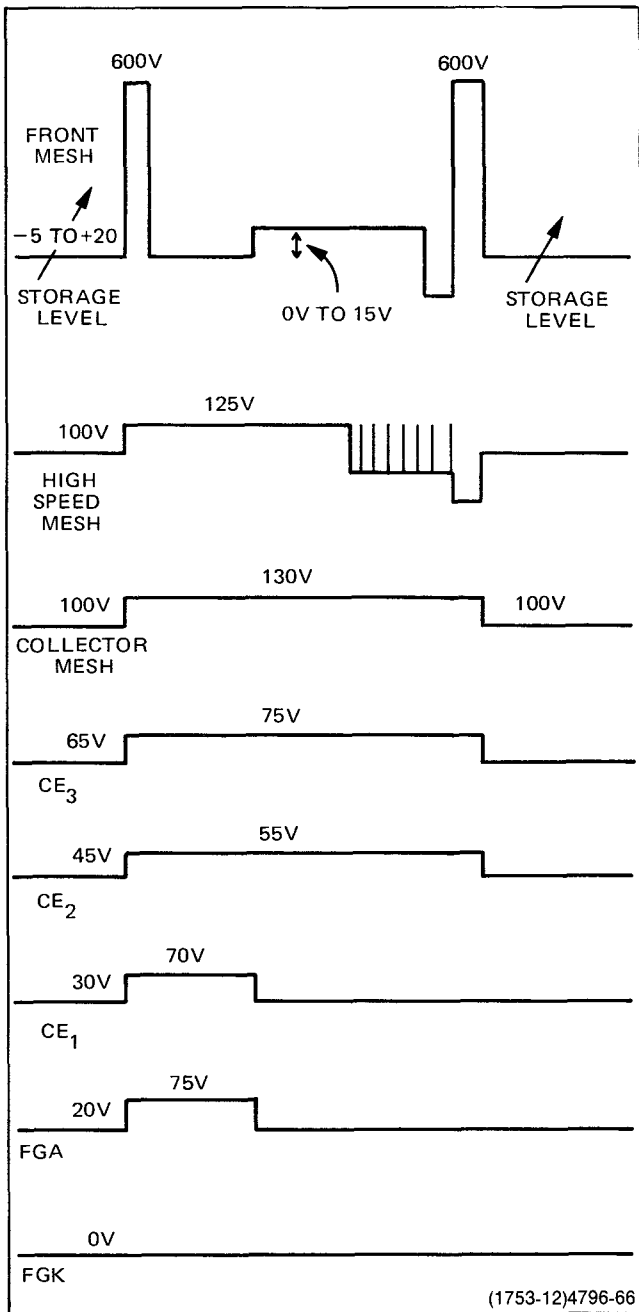 600V
600V
FRONT
MESH
−5 TO+20
STORAGE
LEVEL
0V TO 15V
STORAGE
LEVEL
125V
100V
HIGH
SPEED
MESH
130V
100V
100V
COLLECTOR
MESH
75V
65V
CE3
55V
45V
CE2
70V
30V
CE1
75V
20V
FGA
0V
FGK
(1753-12)4796-66